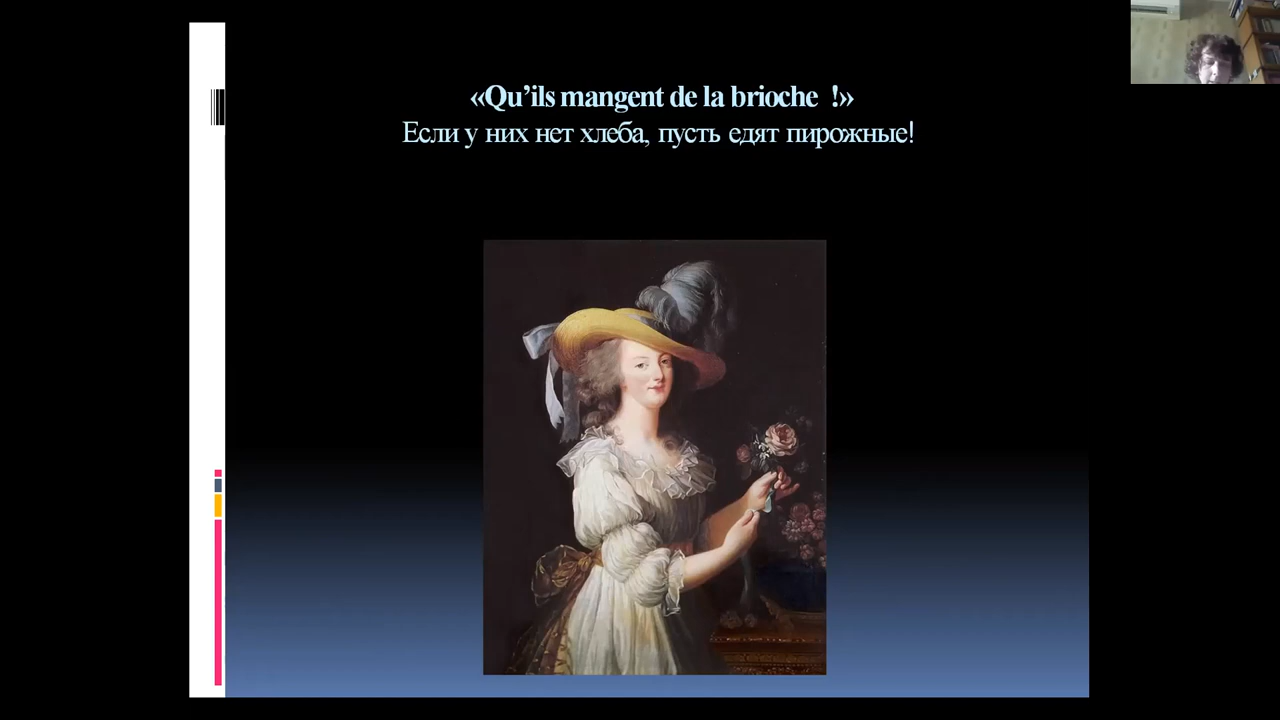 «Qu’ils mangent de la brioche !»
Если у них нет хлеба, пусть едят пирожные!